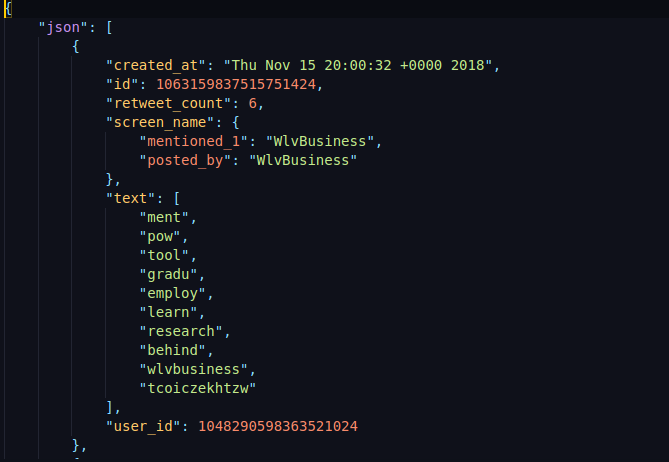 {
    "json": [
        {
            "created_at": "Thu Nov 15 20:00:32 +0000 2018",
            "id": 1063159837515751424,
            "retweet_count": 6,
            "screen_name": {
                "mentioned_1": "WlvBusiness",
                "posted_by": "WlvBusiness"
            },
            "text": [
                "ment",
                "pow",
                "tool",
                "gradu",
                "employ",
                "learn",
                "research",
                "behind",
                "wlvbusiness",
                "tcoiczekhtzw"
            ],
            "user_id": 1048290598363521024
        },